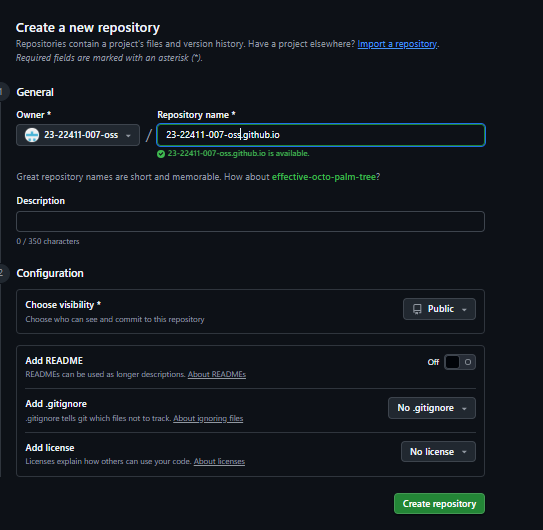 Create a new repository
Repositories contain a project's files and version history. Have a project elsewhere? Import a repository.
Required fields are marked with an asterisk (*).
1 General
Owner * Repository name *
23-22411-007-oss / 23-22411-007-oss.github.io
23-22411-007-oss.github.io is available.
Great repository names are short and memorable. How about effective-octo-palm-tree?
Description
0 / 350 characters
2 Configuration
Choose visibility * Public
Choose who can see and commit to this repository
Add README Off
READMEs can be used as longer descriptions. About READMEs
Add .gitignore No .gitignore
.gitignore tells git which files not to track. About ignoring files
Add license No license
Licenses explain how others can use your code. About licenses
Create repository